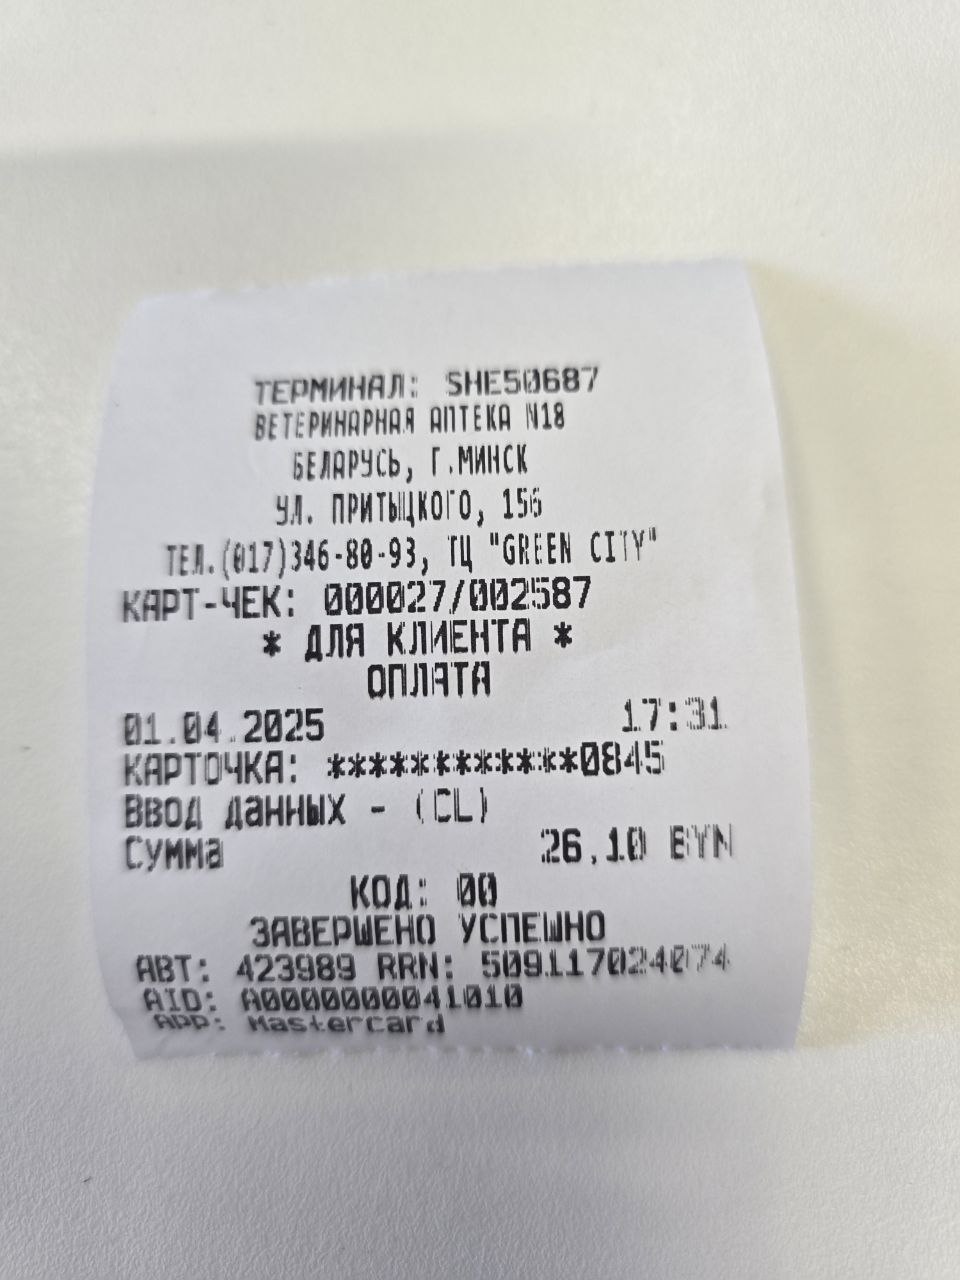 ТЕРМИНАЛ: SHE50687
ВЕТЕРИНАРНАЯ АПТЕКА N18
БЕЛАРУСЬ, Г.МИНСК
УЛ. ПРИТЫЦКОГО, 156
ТЕЛ.(017)346-80-93, ТЦ "GREEN CITY"
КАРТ-ЧЕК: 000027/002587
* ДЛЯ КЛИЕНТА *
ОПЛАТА
01.04.2025 17:31
КАРТОЧКА: ************0845
Ввод данных - (CL)
Сумма 26,10 BYN
КОД: 00
ЗАВЕРШЕНО УСПЕШНО
АВТ: 423989 RRN: 509117024074
AID: A0000000041010
APP: Mastercard